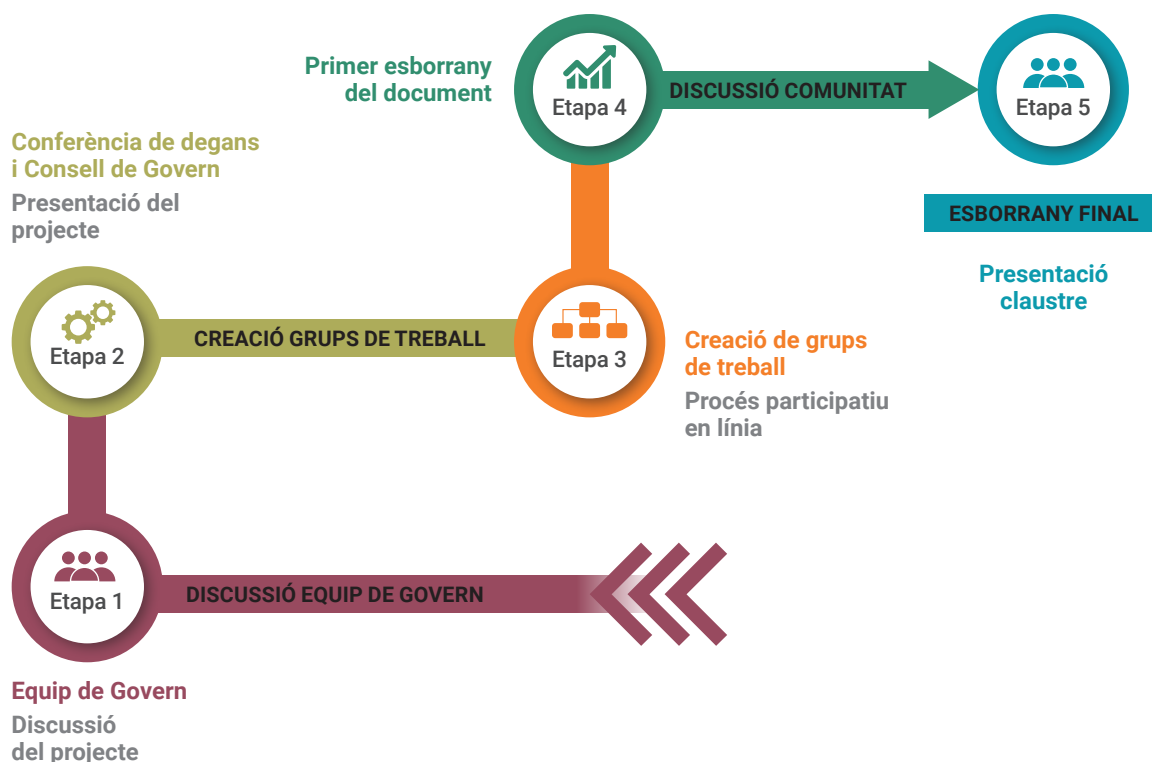 Primer esborrany
del document
Etapa 4
DISCUSSIÓ COMUNITAT
Etapa 5
Conferència de degans
i Consell de Govern
Presentació del
projecte
ESBORRANY FINAL
Presentació
claustre
Etapa 2
CREACIÓ GRUPS DE TREBALL
Etapa 3
Creació de grups
de treball
Procés participatiu
en línia
Etapa 1
DISCUSSIÓ EQUIP DE GOVERN
Equip de Govern
Discussió
del projecte